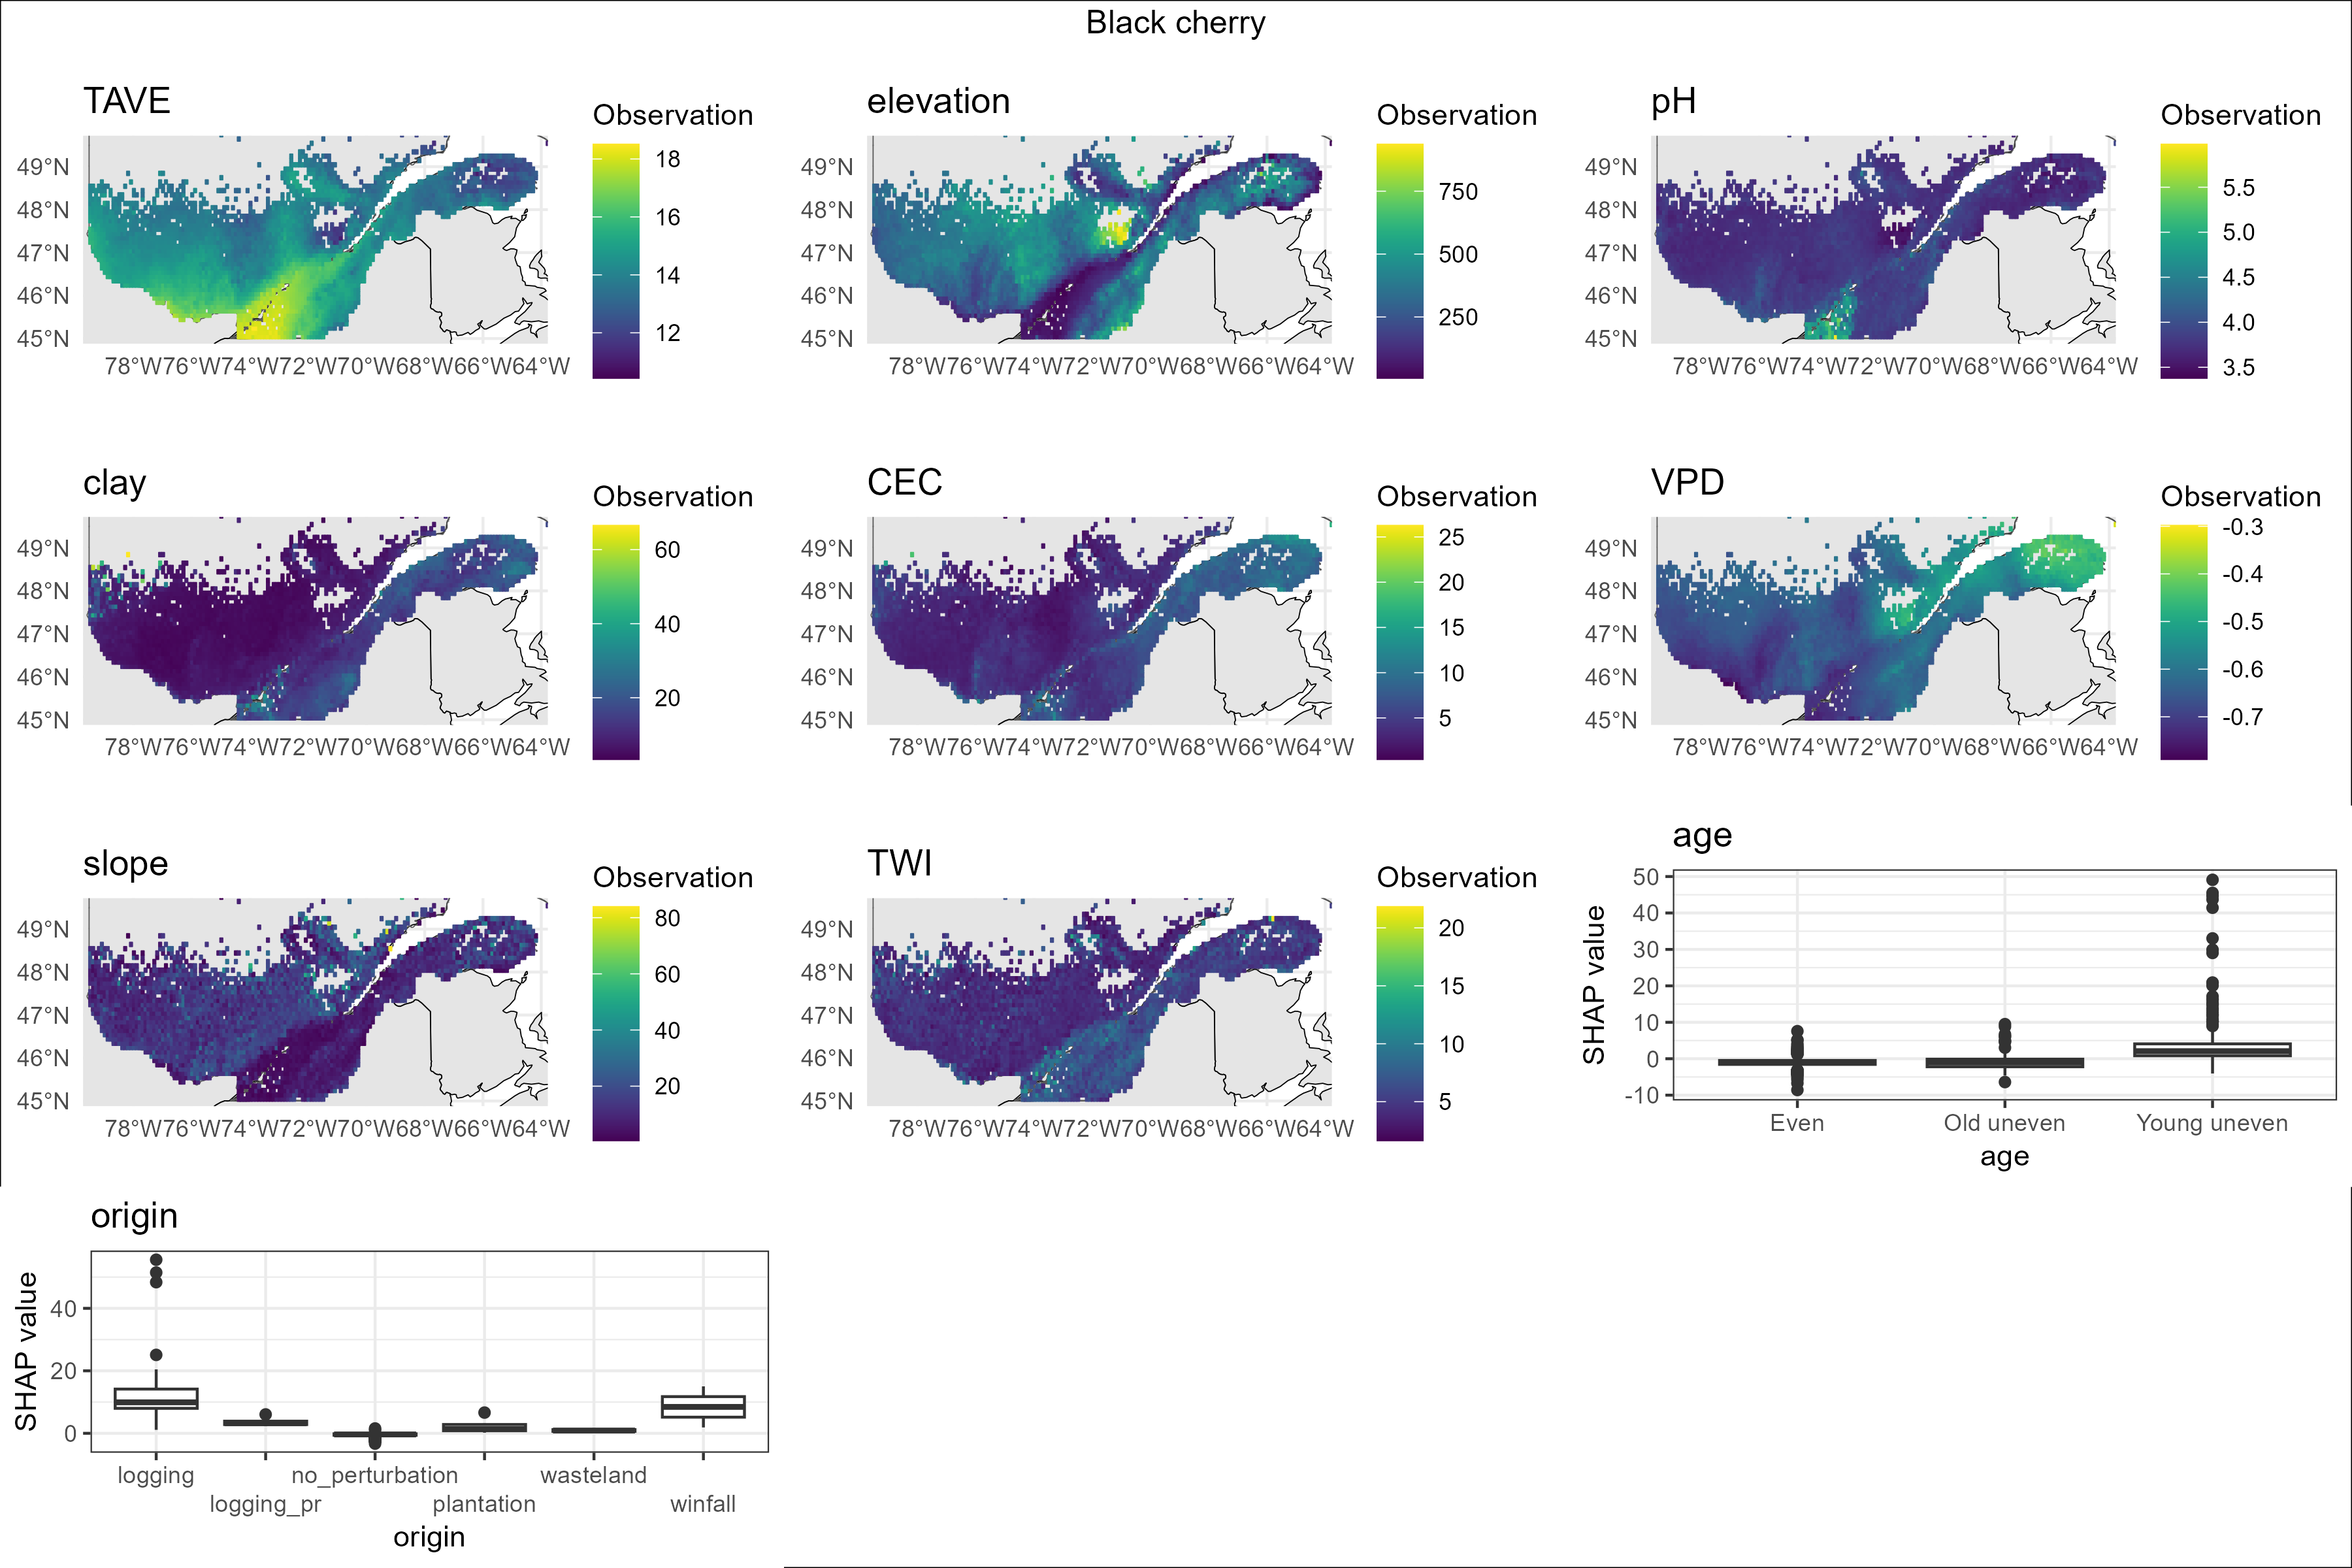 Black cherry
TAVE
Observation
49°N
48°N
47°N
46°N
45°N
78°W76°W74°W72°W70°W68°W66°W64°W
18
16
14
12
elevation
Observation
49°N
48°N
47°N
46°N
45°N
78°W76°W74°W72°W70°W68°W66°W64°W
750
500
250
pH
Observation
49°N
48°N
47°N
46°N
45°N
78°W76°W74°W72°W70°W68°W66°W64°W
5.5
5.0
4.5
4.0
3.5
clay
Observation
49°N
48°N
47°N
46°N
45°N
78°W76°W74°W72°W70°W68°W66°W64°W
60
40
20
CEC
Observation
49°N
48°N
47°N
46°N
45°N
78°W76°W74°W72°W70°W68°W66°W64°W
25
20
15
10
5
VPD
Observation
49°N
48°N
47°N
46°N
45°N
78°W76°W74°W72°W70°W68°W66°W64°W
-0.3
-0.4
-0.5
-0.6
-0.7
slope
Observation
49°N
48°N
47°N
46°N
45°N
78°W76°W74°W72°W70°W68°W66°W64°W
80
60
40
20
TWI
Observation
49°N
48°N
47°N
46°N
45°N
78°W76°W74°W72°W70°W68°W66°W64°W
20
15
10
5
age
SHAP value
50
40
30
20
10
0
-10
Even Old uneven Young uneven
age
origin
SHAP value
40
20
0
logging no_perturbation wasteland
logging_pr plantation winfall
origin